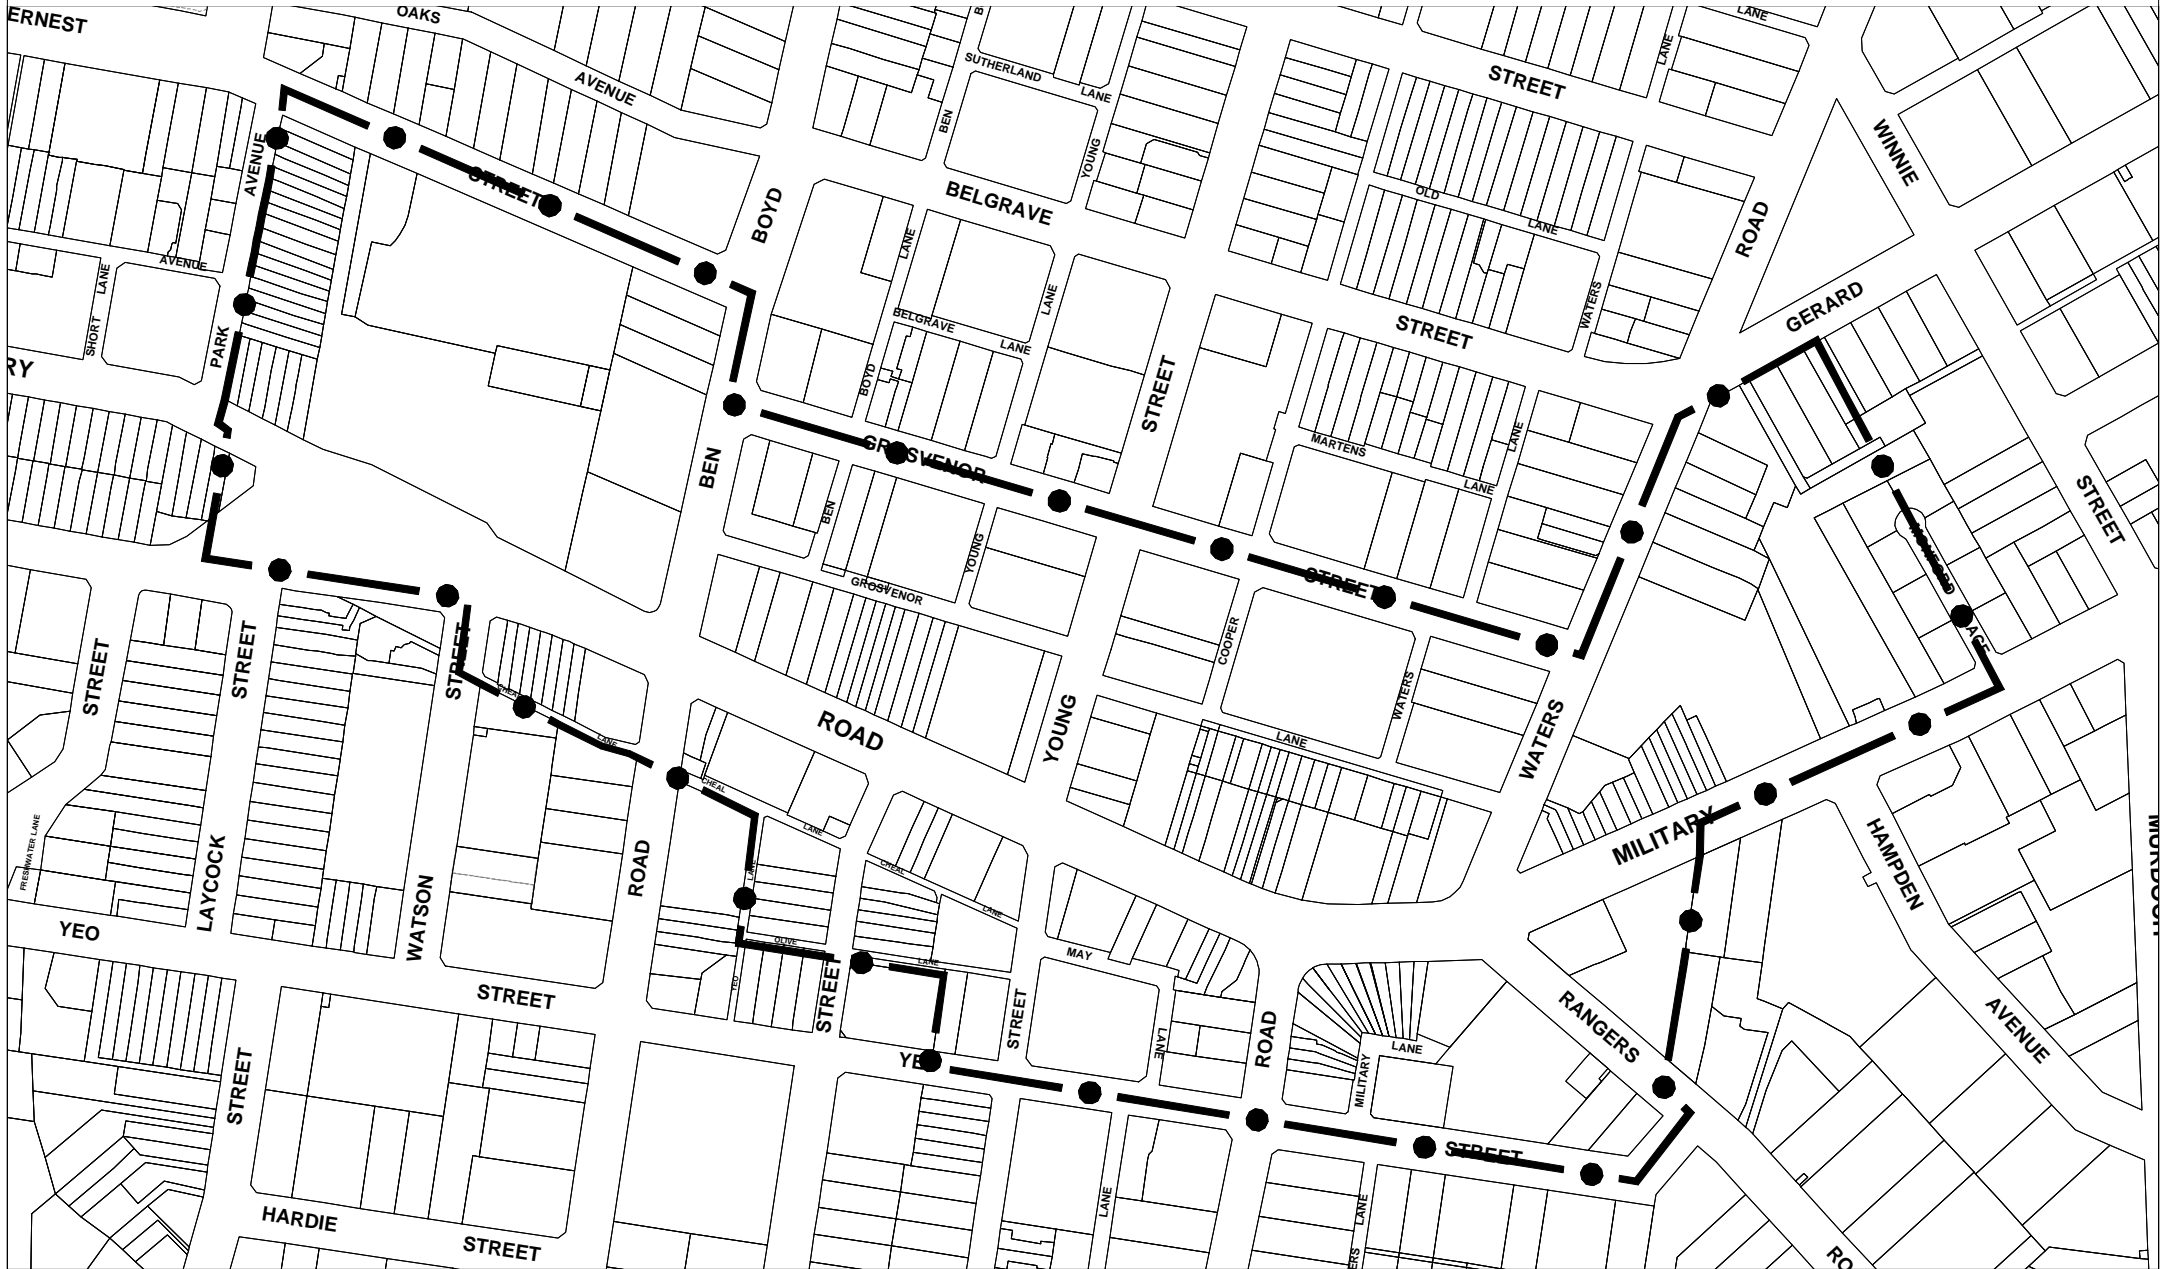 ERNEST
OAKS
AVENUE
LANE
STREET
LANE
SUTHERLAND
LANE
BEN
YOUNG
AVENUE
STREET
BOYD
BELGRAVE
OLD
LANE
WINNIE
ROAD
AVENUE
LANE
SHORT
PARK
RY
LANE
BELGRAVE
LANE
LANE
BOYD
STREET
STREET
WATERS
GERARD
GROSVENOR
MARTENS
LANE
LANE
BEN
BEN
YOUNG
GROSVENOR
STREET
STREET
COOPER
WATERS
LANE
STREET
STREET
STREET
CHEAL
LANE
ROAD
YOUNG
WATERS
CHEAL
LANE
CHEAL
LANE
MILITARY
HAMPDEN
MURDOCH
FRESHWATER LANE
LAYCOCK
WATSON
ROAD
LANE
OLIVE
LANE
YEO
YEO
STREET
STREET
STREET
MAY
LANE
ROAD
MILITARY
LANE
RANGERS
AVENUE
YEO
STREET
STREET
HARDIE
STREET
LANE
LANE
ERS
RO